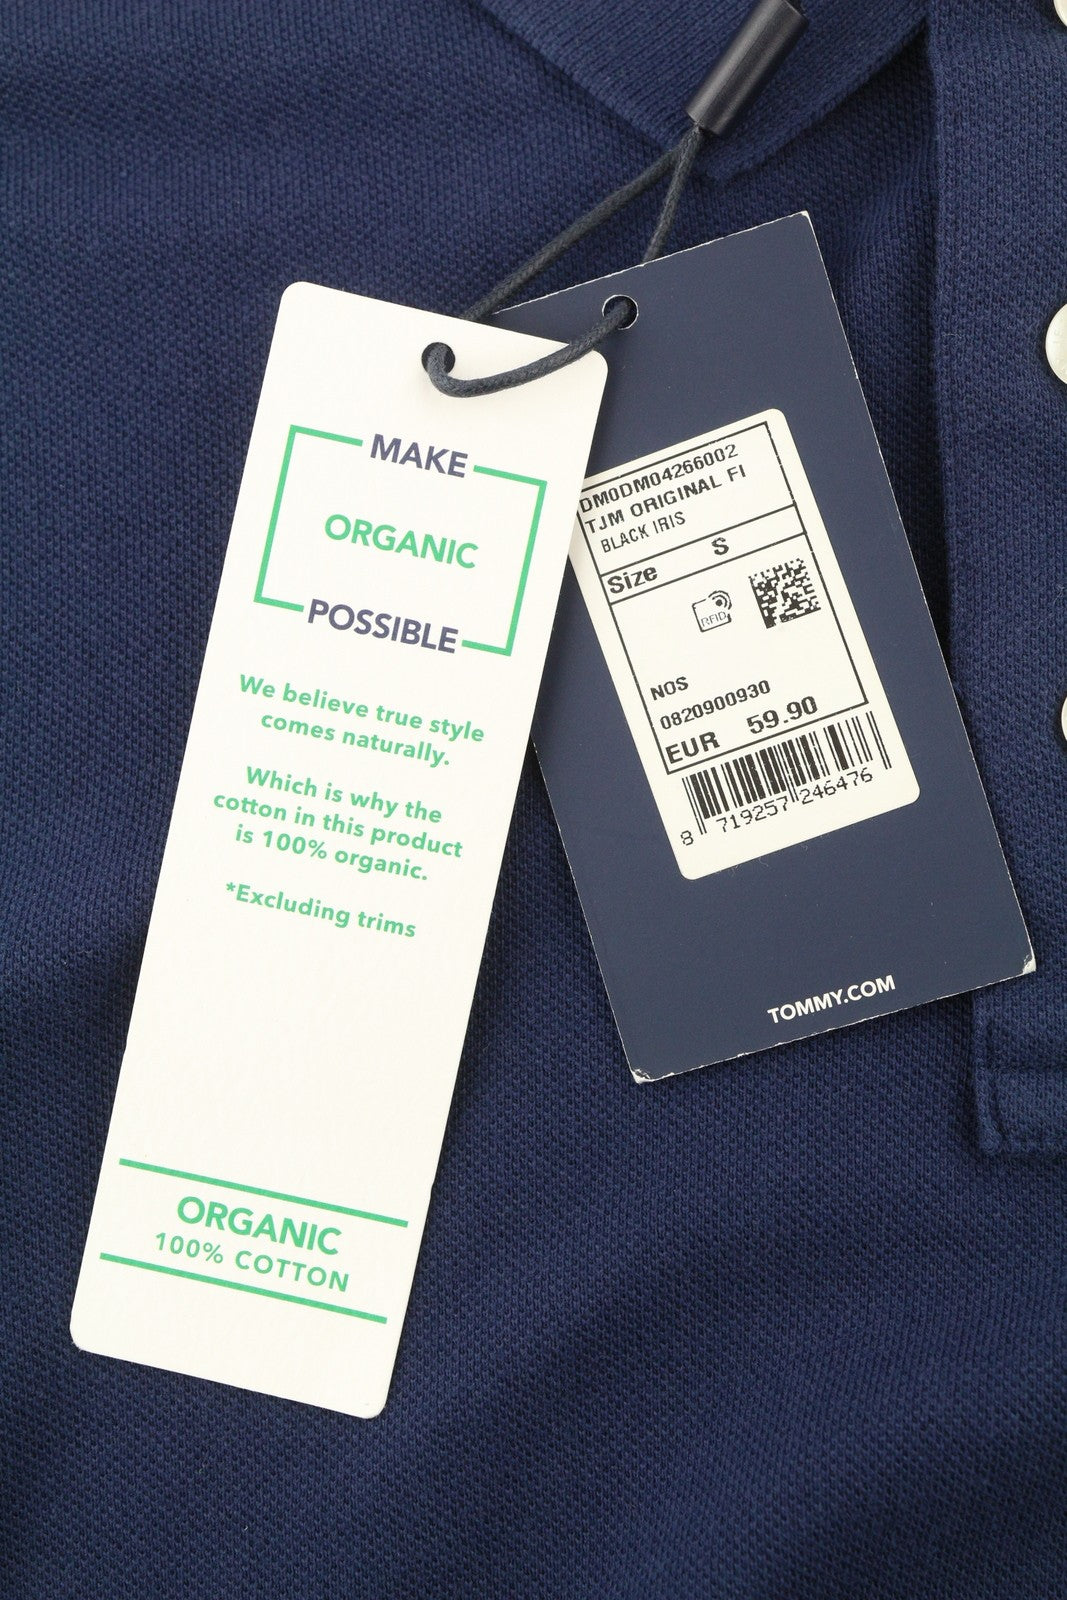 MAKE
ORGANIC
POSSIBLE
We believe true style
comes naturally.
Which is why the
cotton in this product
is 100% organic.
*Excluding trims
ORGANIC
100% COTTON
DM0DM04266002
TJM ORIGINAL FI
BLACK IRIS
Size S
RFID
NOS
0820900930
EUR 59.90
8 719257 246476
TOMMY.COM